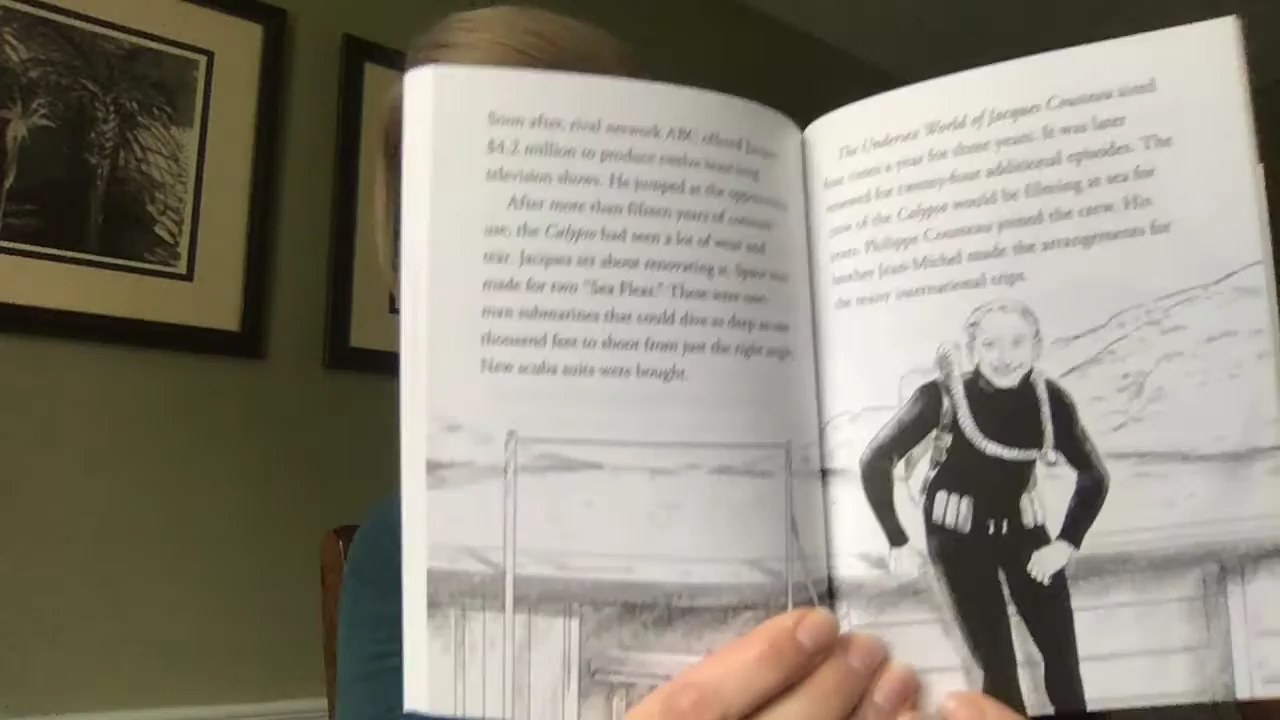 Soon after, rival network ABC offered
$4.2 million to produce twelve hour-long
television shows. He jumped at the opportunity.
After more than fifteen years of constant
use, the Calypso had seen a lot of wear and
tear. Jacques set about renovating it. Space was
made for two "Sea Fleas." These were one-
man submarines that could dive as deep as one
thousand feet to shoot from just the right angle.
New scuba suits were bought.
The Undersea World of Jacques Cousteau aired
four times a year for three years. It was later
renewed for twenty-four additional episodes. The
crew of the Calypso would be filming at sea for
years. Philippe Cousteau joined the crew. His
brother Jean-Michel made the arrangements for
the many international trips.